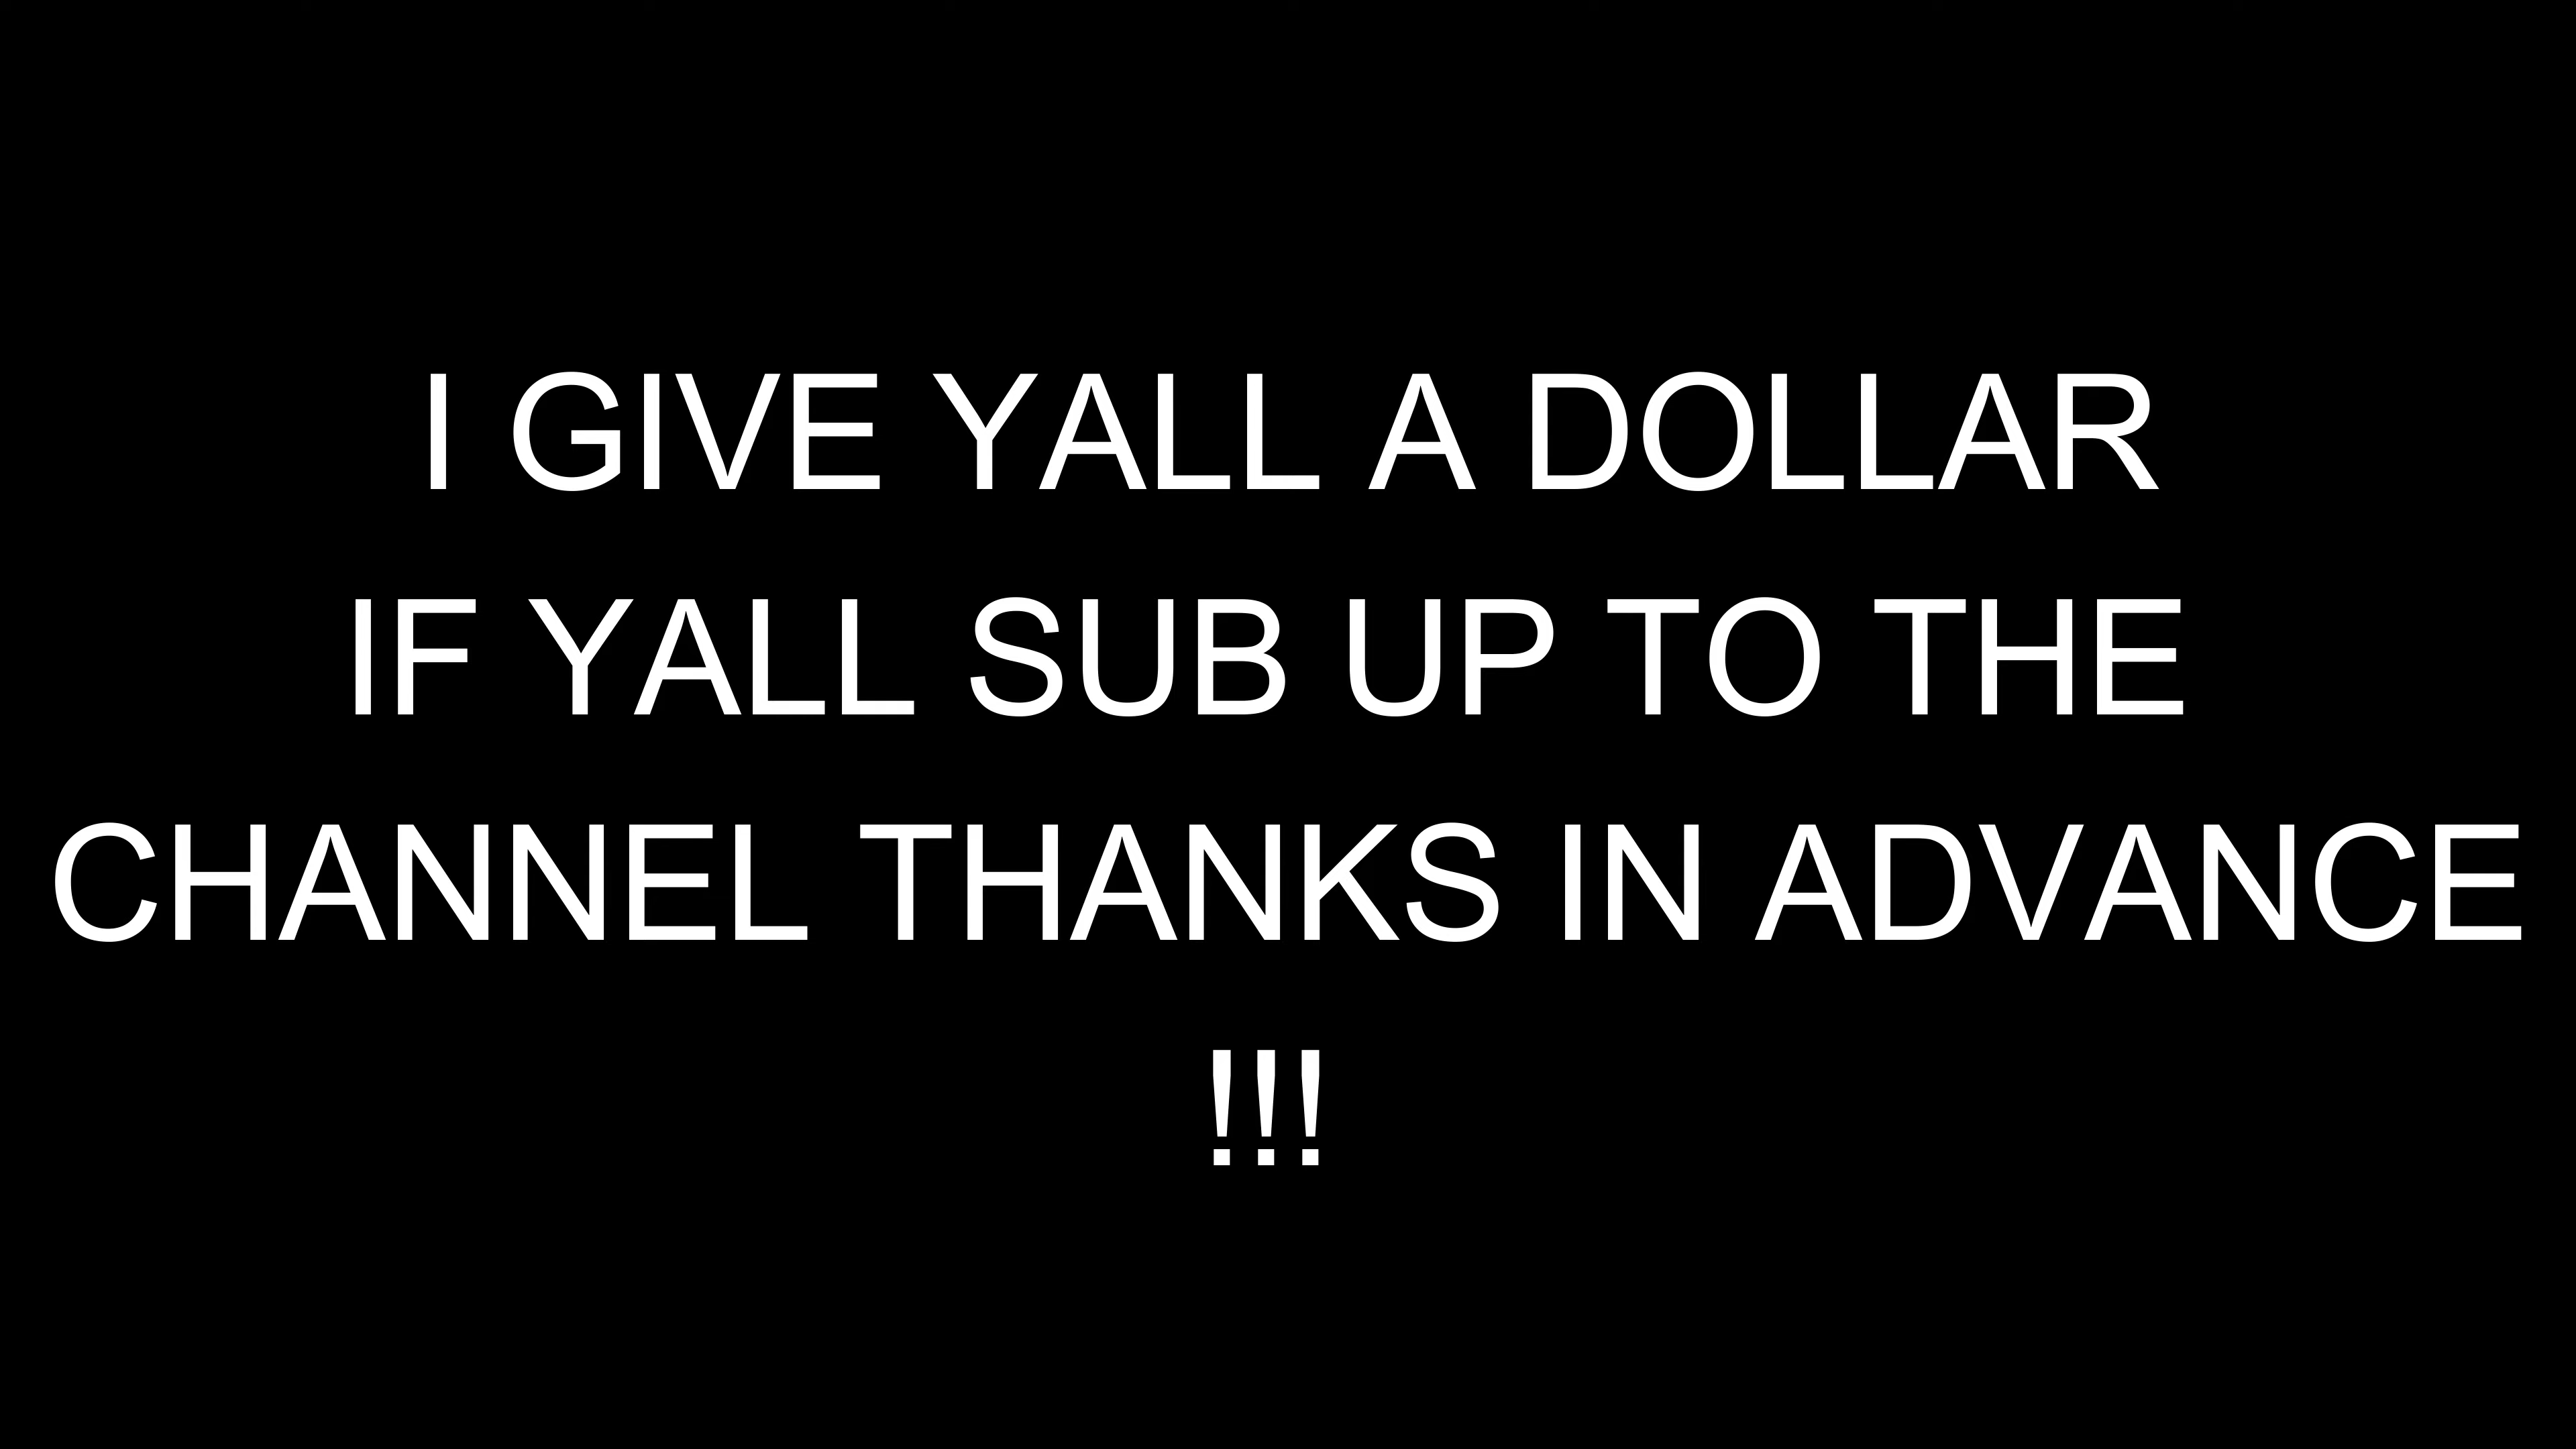 I GIVE YALL A DOLLAR
IF YALL SUB UP TO THE
CHANNEL THANKS IN ADVANCE
!!!